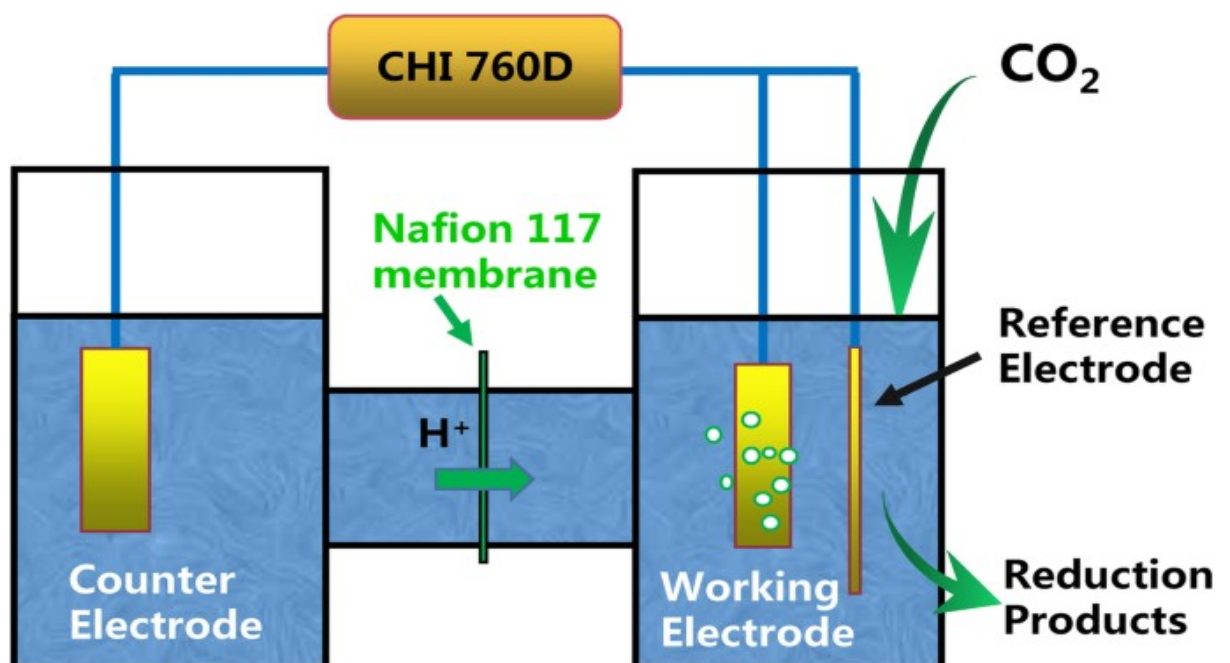 CHI 760D
CO₂
Nafion 117
membrane
Reference
Electrode
H⁺
Counter
Electrode
Working
Electrode
Reduction
Products